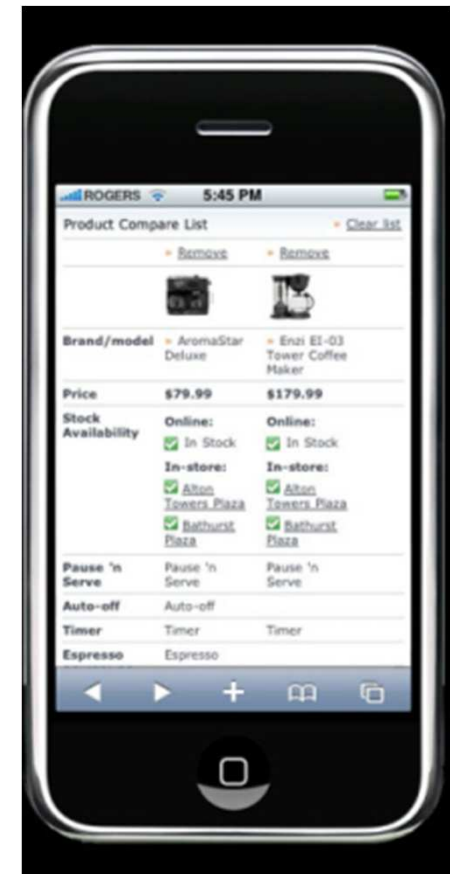 ROGERS 5:45 PM
Product Compare List Clear list
Remove Remove
Brand/model AromaStar Enzi EI-03
Deluxe Tower Coffee
Maker
Price $79.99 $179.99
Stock Online: Online:
Availability In Stock In Stock
In-store: In-store:
Alton Alton
Towers Plaza Towers Plaza
Bathurst Bathurst
Plaza Plaza
Pause 'n Pause 'n Pause 'n
Serve Serve Serve
Auto-off Auto-off
Timer Timer Timer
Espresso Espresso